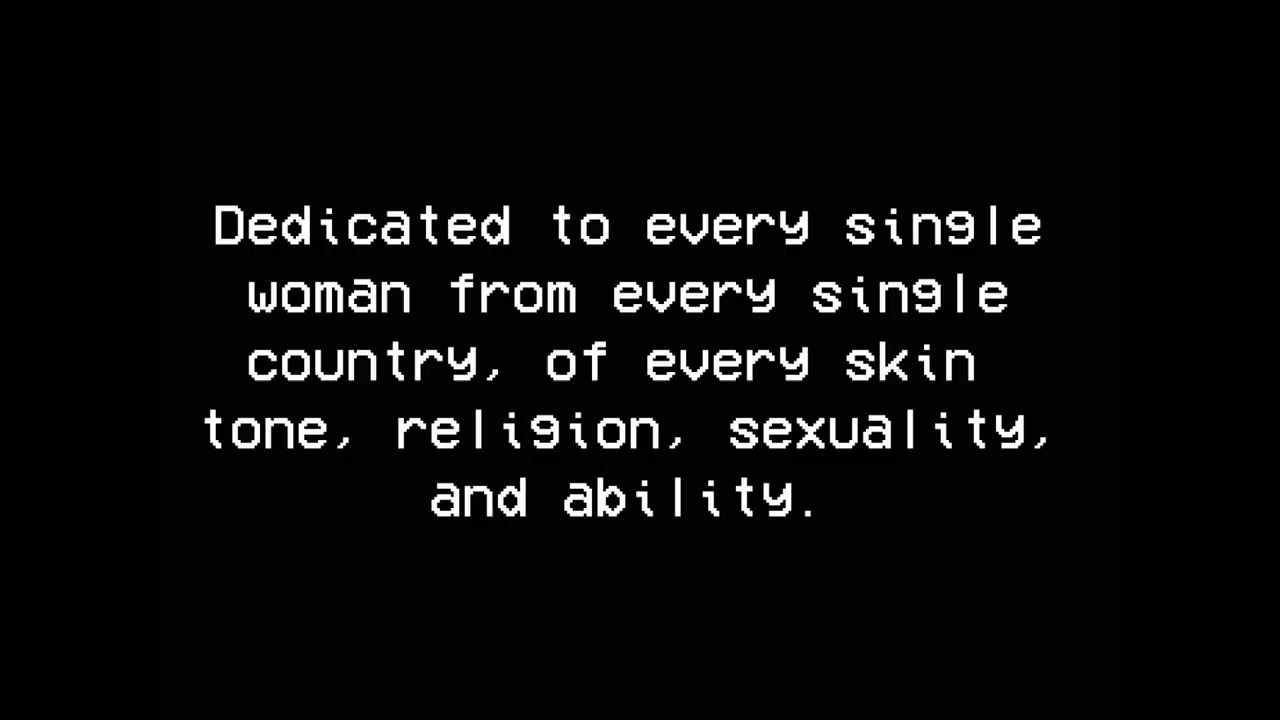 Dedicated to every single
woman from every single
country, of every skin
tone, religion, sexuality,
and ability.